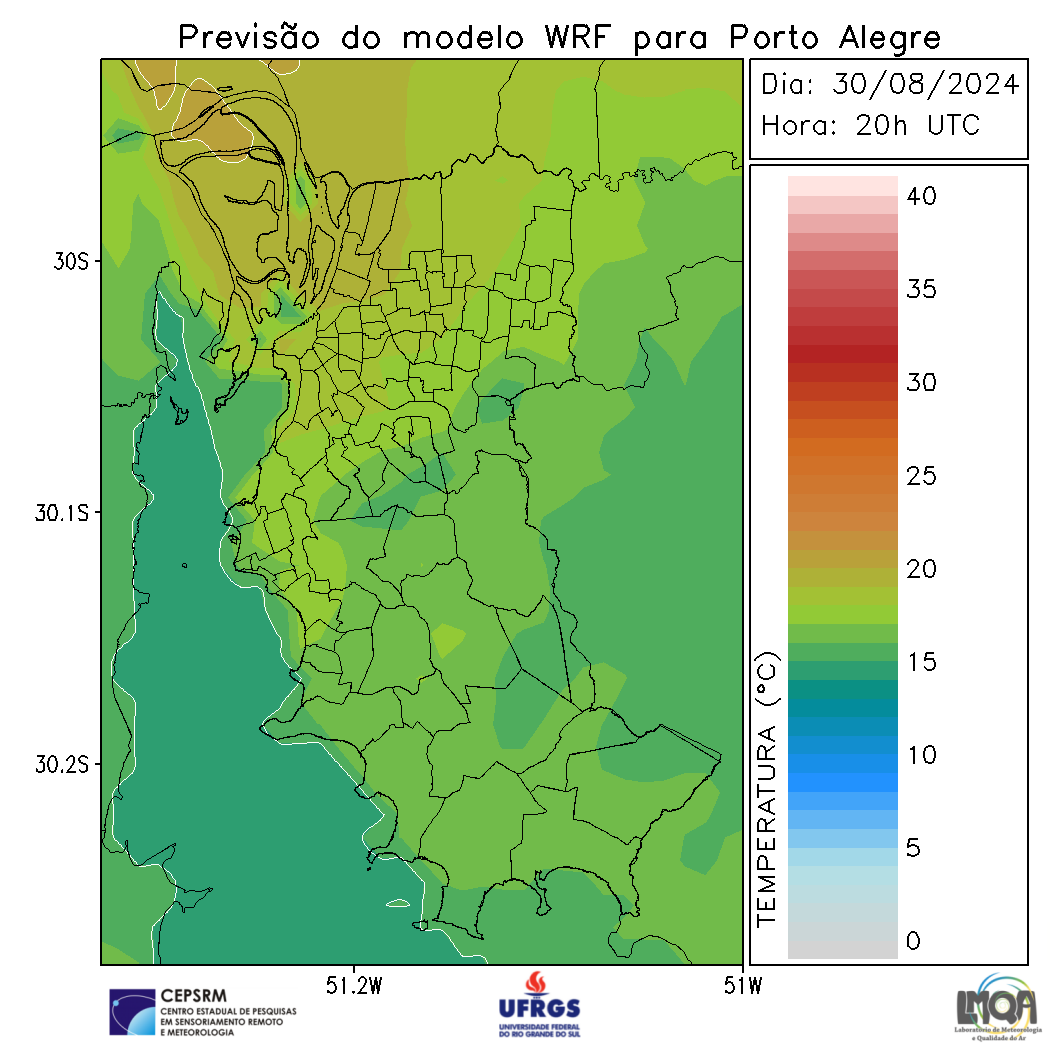 Previsão do modelo WRF para Porto Alegre
Dia: 30/08/2024
Hora: 20h UTC
40
35
30
25
20
15
10
5
0
TEMPERATURA (°C)
30S
30.1S
30.2S
51.2W
51W
CEPSRM
CENTRO ESTADUAL DE PESQUISAS
EM SENSORIAMENTO REMOTO
E METEOROLOGIA
UFRGS
UNIVERSIDADE FEDERAL
DO RIO GRANDE DO SUL
LMQA
Laboratório de Meteorologia
e Qualidade do Ar